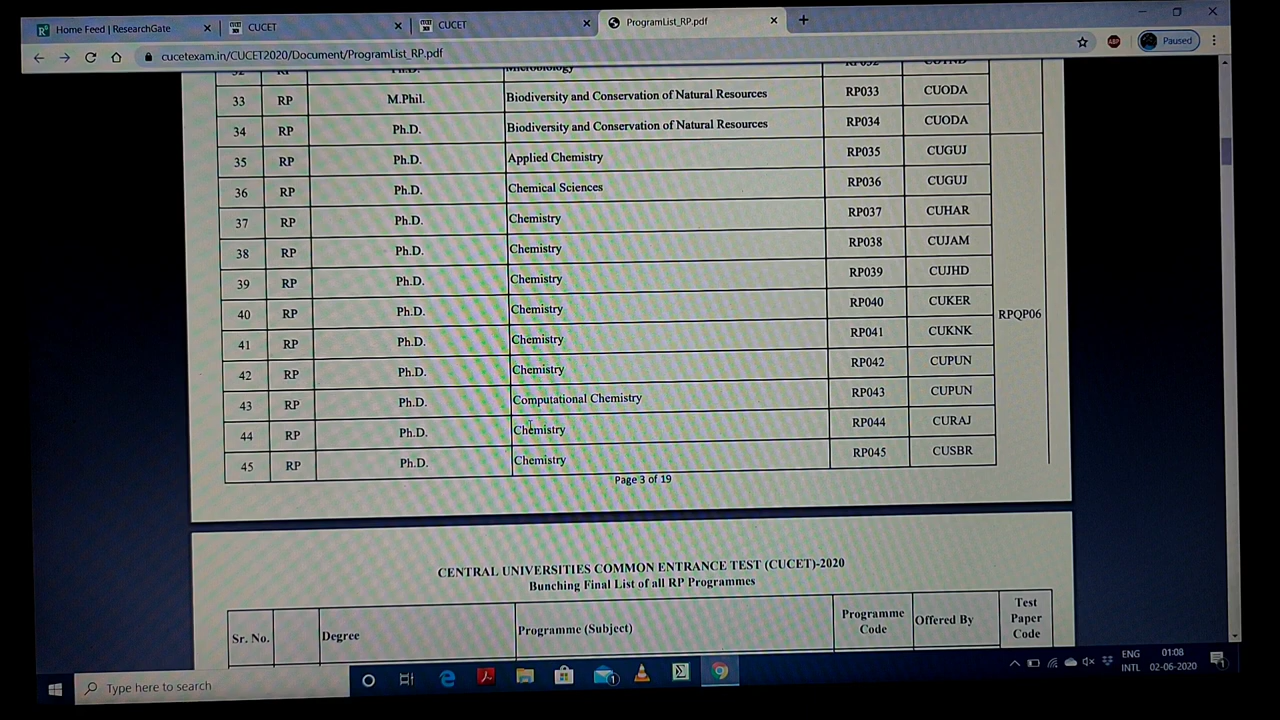 Home Feed | ResearchGate
CUCET
CUCET
ProgramList_RP.pdf
cucetexam.in/CUCET2020/Document/ProgramList_RP.pdf
ABP
Paused
32 RP Ph.D. Microbiology RP032
33 RP M.Phil. Biodiversity and Conservation of Natural Resources RP033 CUODA
34 RP Ph.D. Biodiversity and Conservation of Natural Resources RP034 CUODA
35 RP Ph.D. Applied Chemistry RP035 CUGUJ
36 RP Ph.D. Chemical Sciences RP036 CUGUJ
37 RP Ph.D. Chemistry RP037 CUHAR
38 RP Ph.D. Chemistry RP038 CUJAM
39 RP Ph.D. Chemistry RP039 CUJHD
40 RP Ph.D. Chemistry RP040 CUKER RPQP06
41 RP Ph.D. Chemistry RP041 CUKNK
42 RP Ph.D. Chemistry RP042 CUPUN
43 RP Ph.D. Computational Chemistry RP043 CUPUN
44 RP Ph.D. Chemistry RP044 CURAJ
45 RP Ph.D. Chemistry RP045 CUSBR
Page 3 of 19
CENTRAL UNIVERSITIES COMMON ENTRANCE TEST (CUCET)-2020
Bunching Final List of all RP Programmes
Sr. No. Degree Programme (Subject) Programme Code Offered By Test Paper Code
Type here to search
ENG
INTL
01:08
02-06-2020